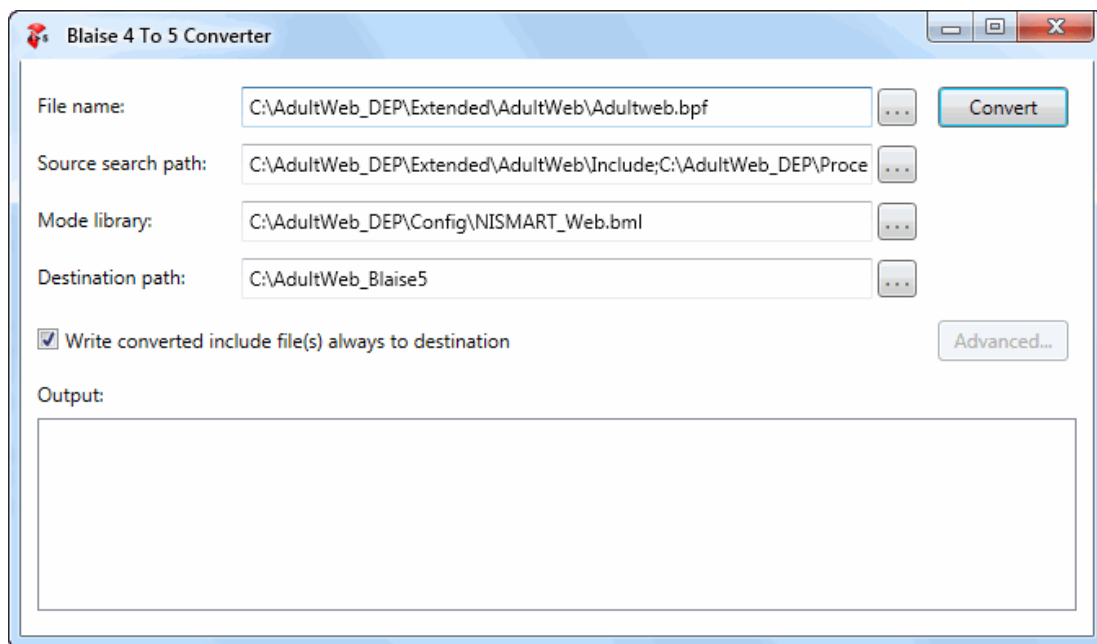 Blaise 4 To 5 Converter
File name: C:\AdultWeb_DEP\Extended\AdultWeb\Adultweb.bpf ... Convert
Source search path: C:\AdultWeb_DEP\Extended\AdultWeb\Include;C:\AdultWeb_DEP\Proce ...
Mode library: C:\AdultWeb_DEP\Config\NISMART_Web.bml ...
Destination path: C:\AdultWeb_Blaise5 ...
Write converted include file(s) always to destination Advanced...
Output: